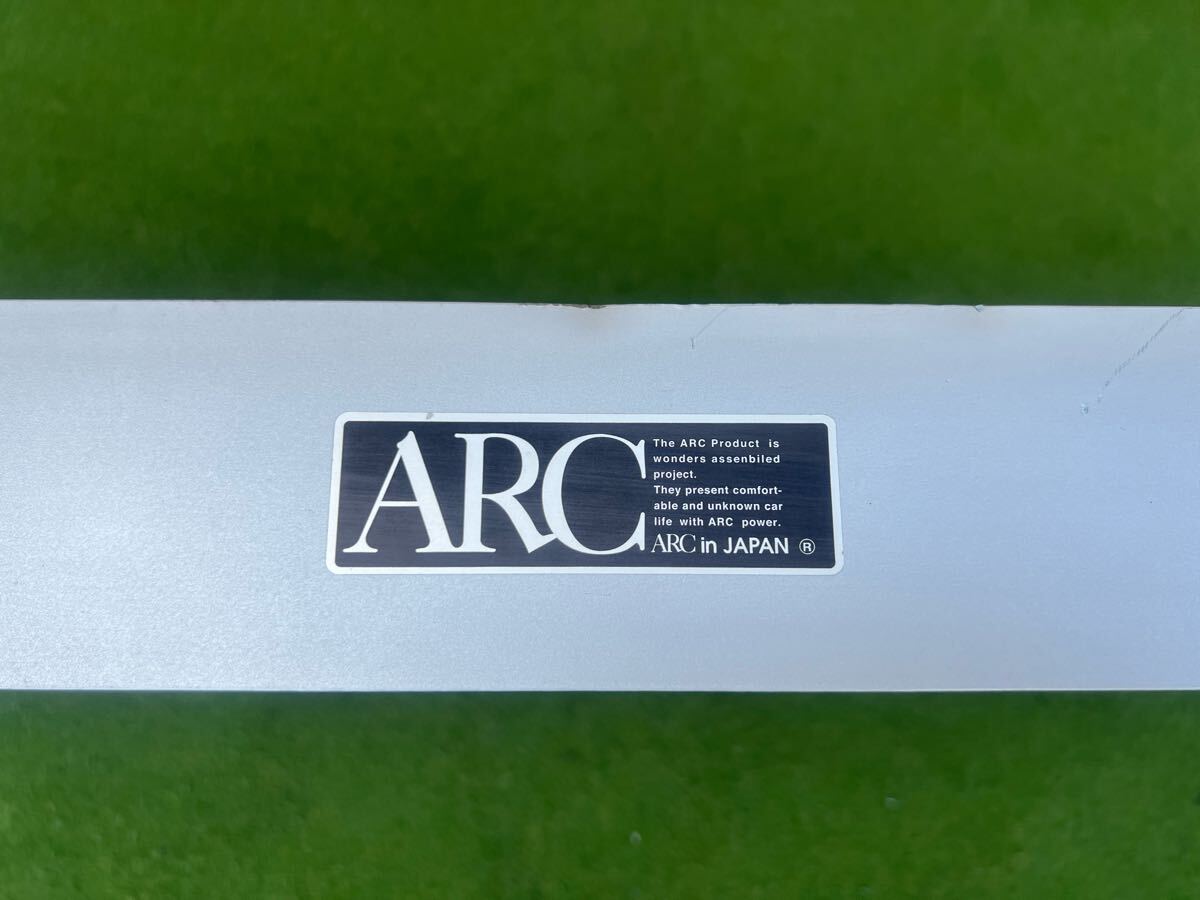 ARC
The ARC Product is
wonders assenbiled
project.
They present comfort-
able and unknown car
life with ARC power.
ARC in JAPAN ®